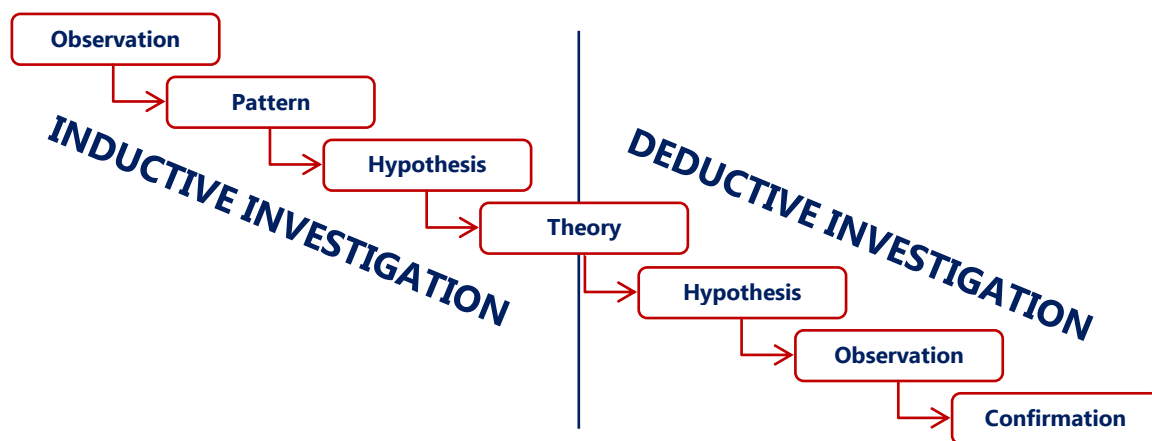 Observation
Pattern
Hypothesis
Theory
Hypothesis
Observation
Confirmation
INDUCTIVE INVESTIGATION
DEDUCTIVE INVESTIGATION